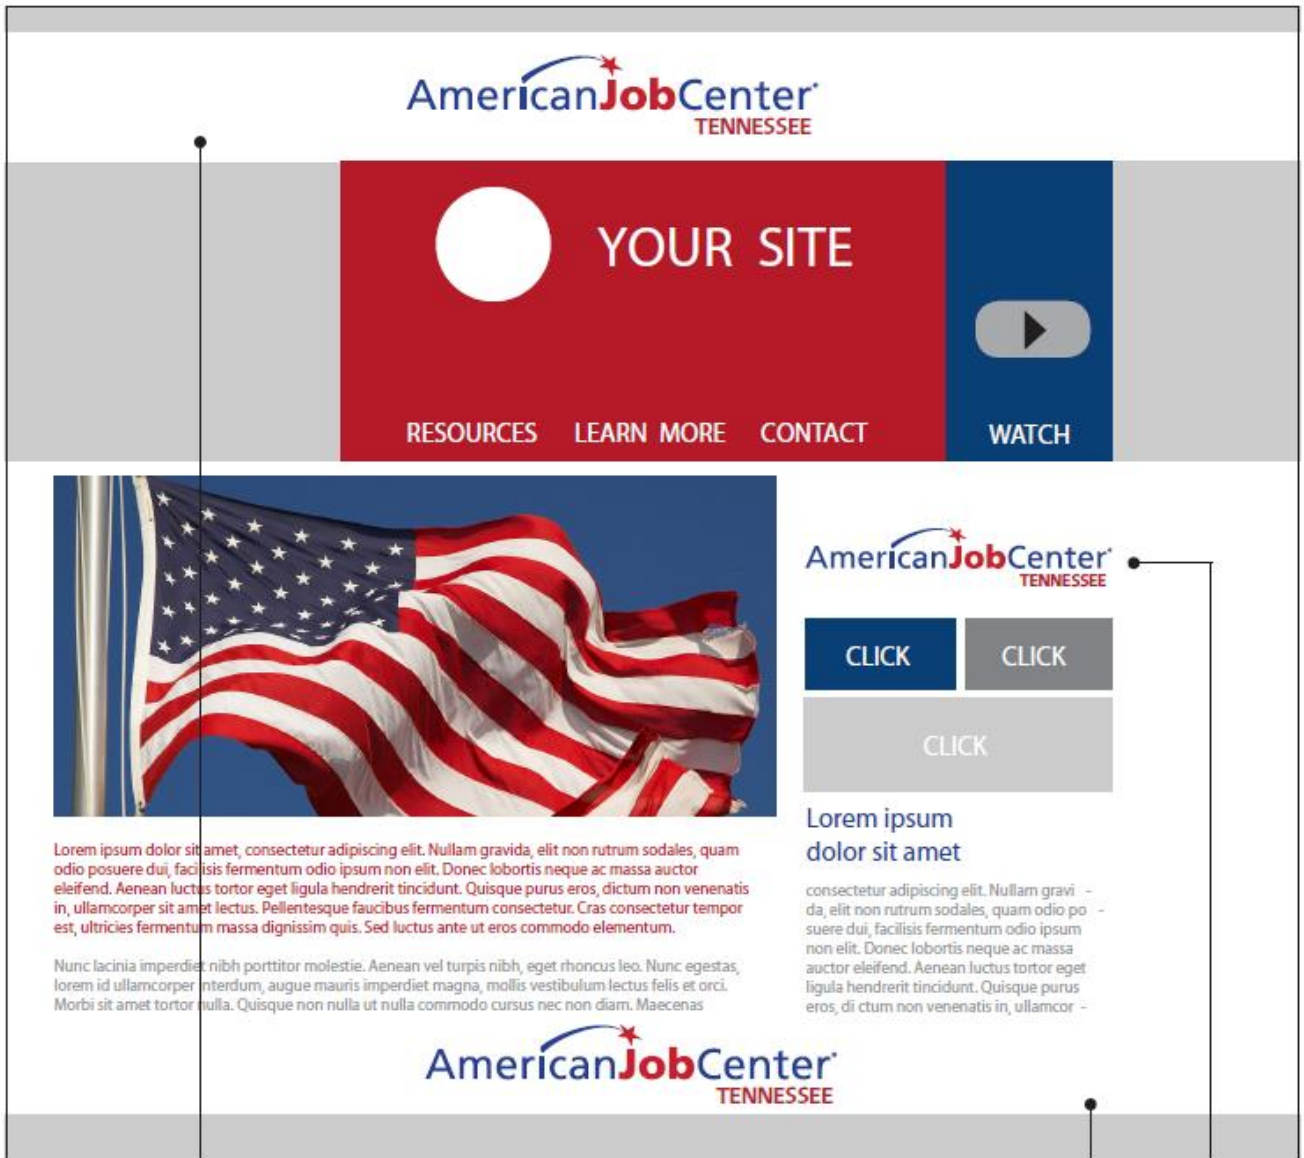 AmericanJobCenter
TENNESSEE
YOUR SITE
RESOURCES LEARN MORE CONTACT
WATCH
AmericanJobCenter
TENNESSEE
CLICK CLICK
CLICK
Lorem ipsum
dolor sit amet
consectetur adipiscing elit. Nullam gravi -
da, elit non rutrum sodales, quam odio po -
suere dui, facilisis fermentum odio ipsum
non elit. Donec lobortis neque ac massa
auctor eleifend. Aenean luctus tortor eget
ligula hendrerit tincidunt. Quisque purus
eros, di ctum non venenatis in, ullamcor -
Lorem ipsum dolor sit amet, consectetur adipiscing elit. Nullam gravida, elit non rutrum sodales, quam
odio posuere dui, facilisis fermentum odio ipsum non elit. Donec lobortis neque ac massa auctor
eleifend. Aenean luctus tortor eget ligula hendrerit tincidunt. Quisque purus eros, dictum non venenatis
in, ullamcorper sit amet lectus. Pellentesque faucibus fermentum consectetur. Cras consectetur tempor
est, ultricies fermentum massa dignissim quis. Sed luctus ante ut eros commodo elementum.
Nunc lacinia imperdiet nibh porttitor molestie. Aenean vel turpis nibh, eget rhoncus leo. Nunc egestas,
lorem id ullamcorper interdum, augue mauris imperdiet magna, mollis vestibulum lectus felis et orci.
Morbi sit amet tortor nulla. Quisque non nulla ut nulla commodo cursus nec non diam. Maecenas
AmericanJobCenter
TENNESSEE